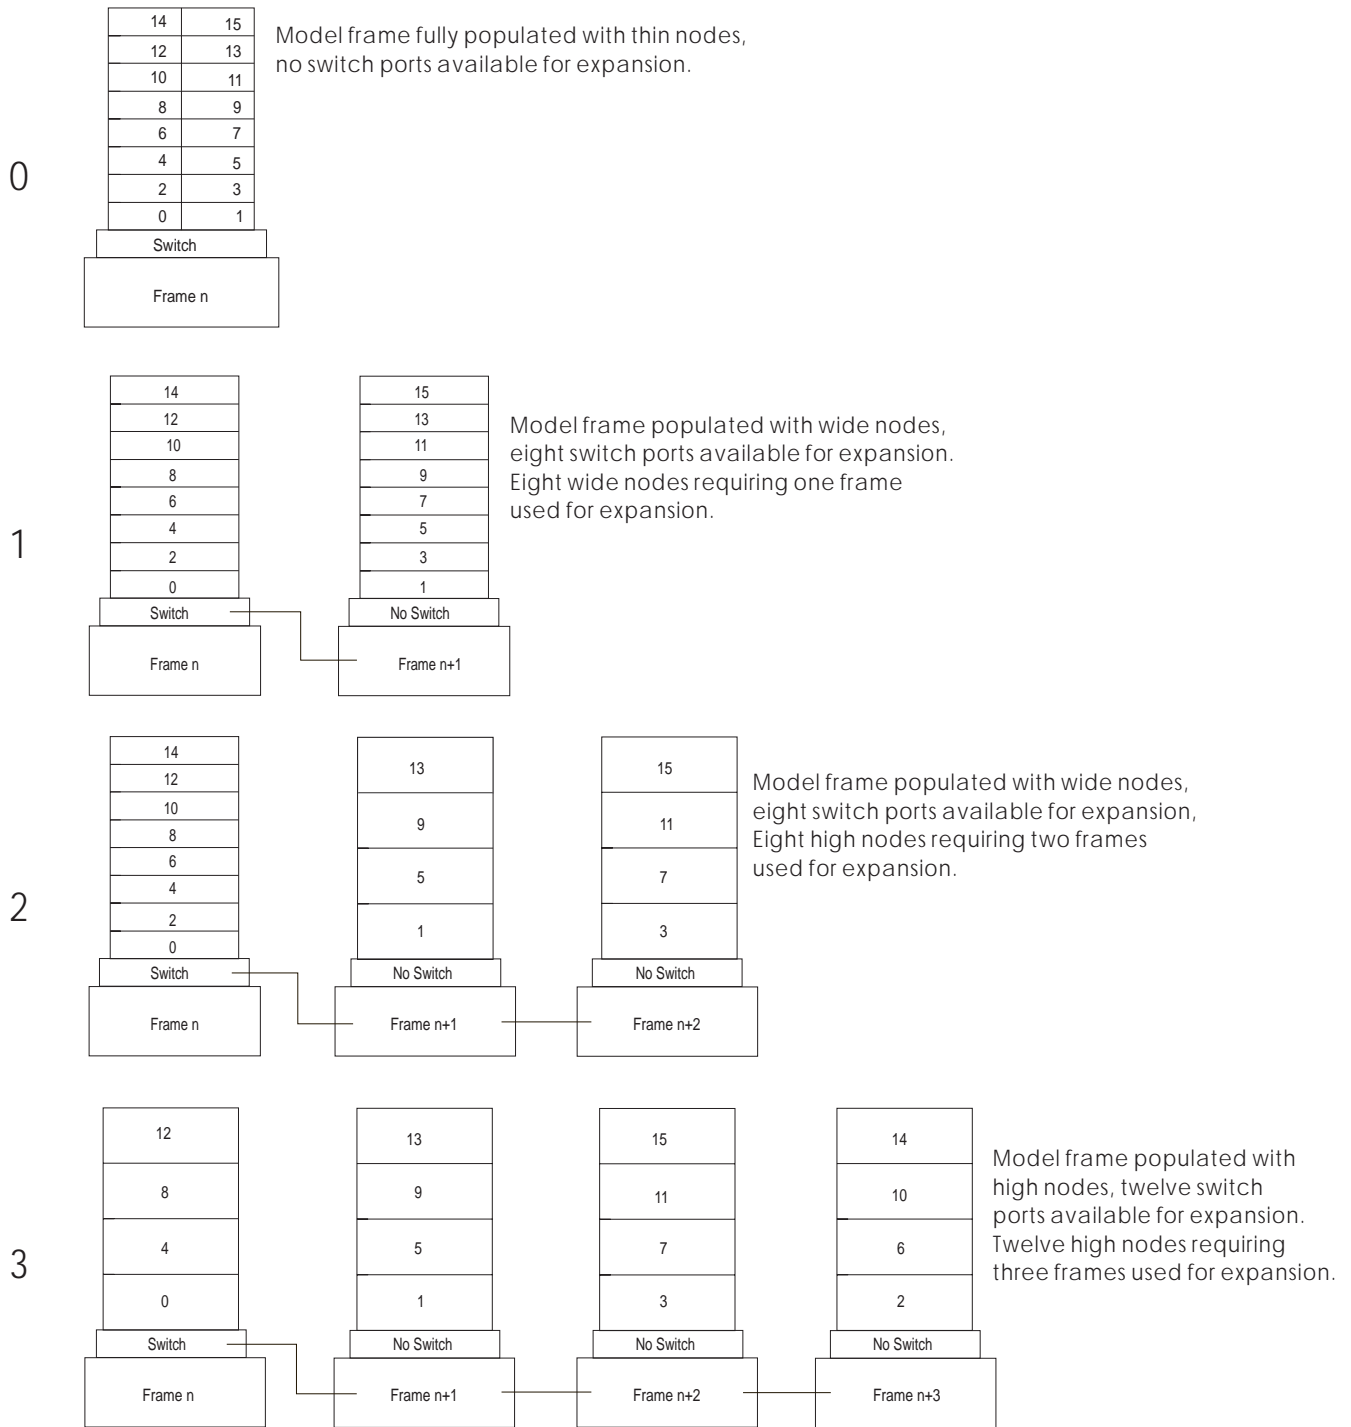 14 15
12 13
10 11
8 9
6 7
4 5
2 3
0 1
Switch
Frame n
Model frame fully populated with thin nodes,
no switch ports available for expansion.
0
14
12
10
8
6
4
2
0
Switch
Frame n
15
13
11
9
7
5
3
1
No Switch
Frame n+1
Model frame populated with wide nodes,
eight switch ports available for expansion.
Eight wide nodes requiring one frame
used for expansion.
1
14
12
10
8
6
4
2
0
Switch
Frame n
13
9
5
1
No Switch
Frame n+1
15
11
7
3
No Switch
Frame n+2
Model frame populated with wide nodes,
eight switch ports available for expansion,
Eight high nodes requiring two frames
used for expansion.
2
12
8
4
0
Switch
Frame n
13
9
5
1
No Switch
Frame n+1
15
11
7
3
No Switch
Frame n+2
14
10
6
2
No Switch
Frame n+3
Model frame populated with
high nodes, twelve switch
ports available for expansion.
Twelve high nodes requiring
three frames used for expansion.
3